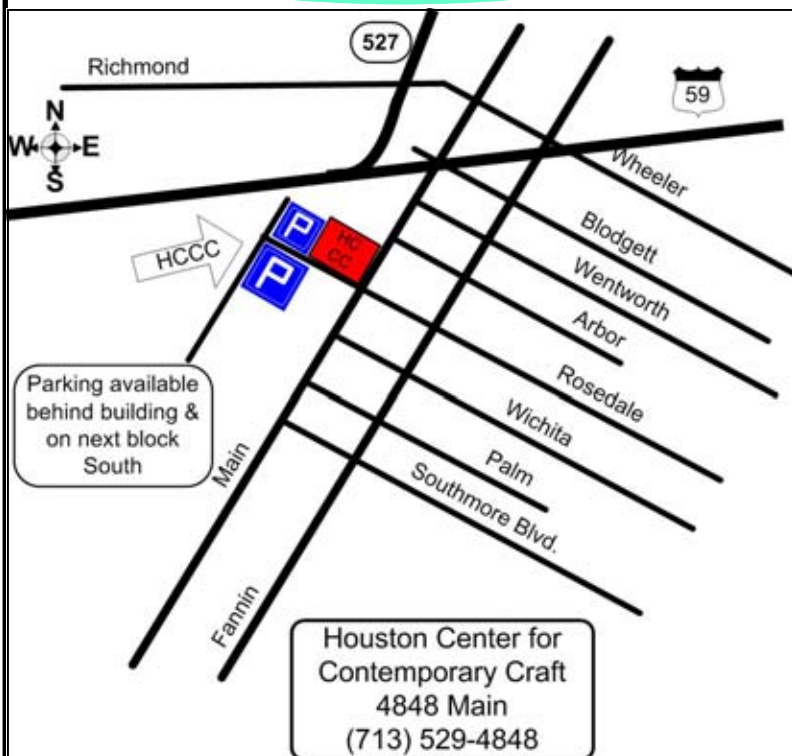 527
Richmond
59
N
W E
S
Wheeler
Blodgett
HCCC
P
HC
CC
P
Wentworth
Arbor
Rosedale
Parking available
behind building &
on next block
South
Wichita
Main
Palm
Southmore Blvd.
Fannin
Houston Center for
Contemporary Craft
4848 Main
(713) 529-4848